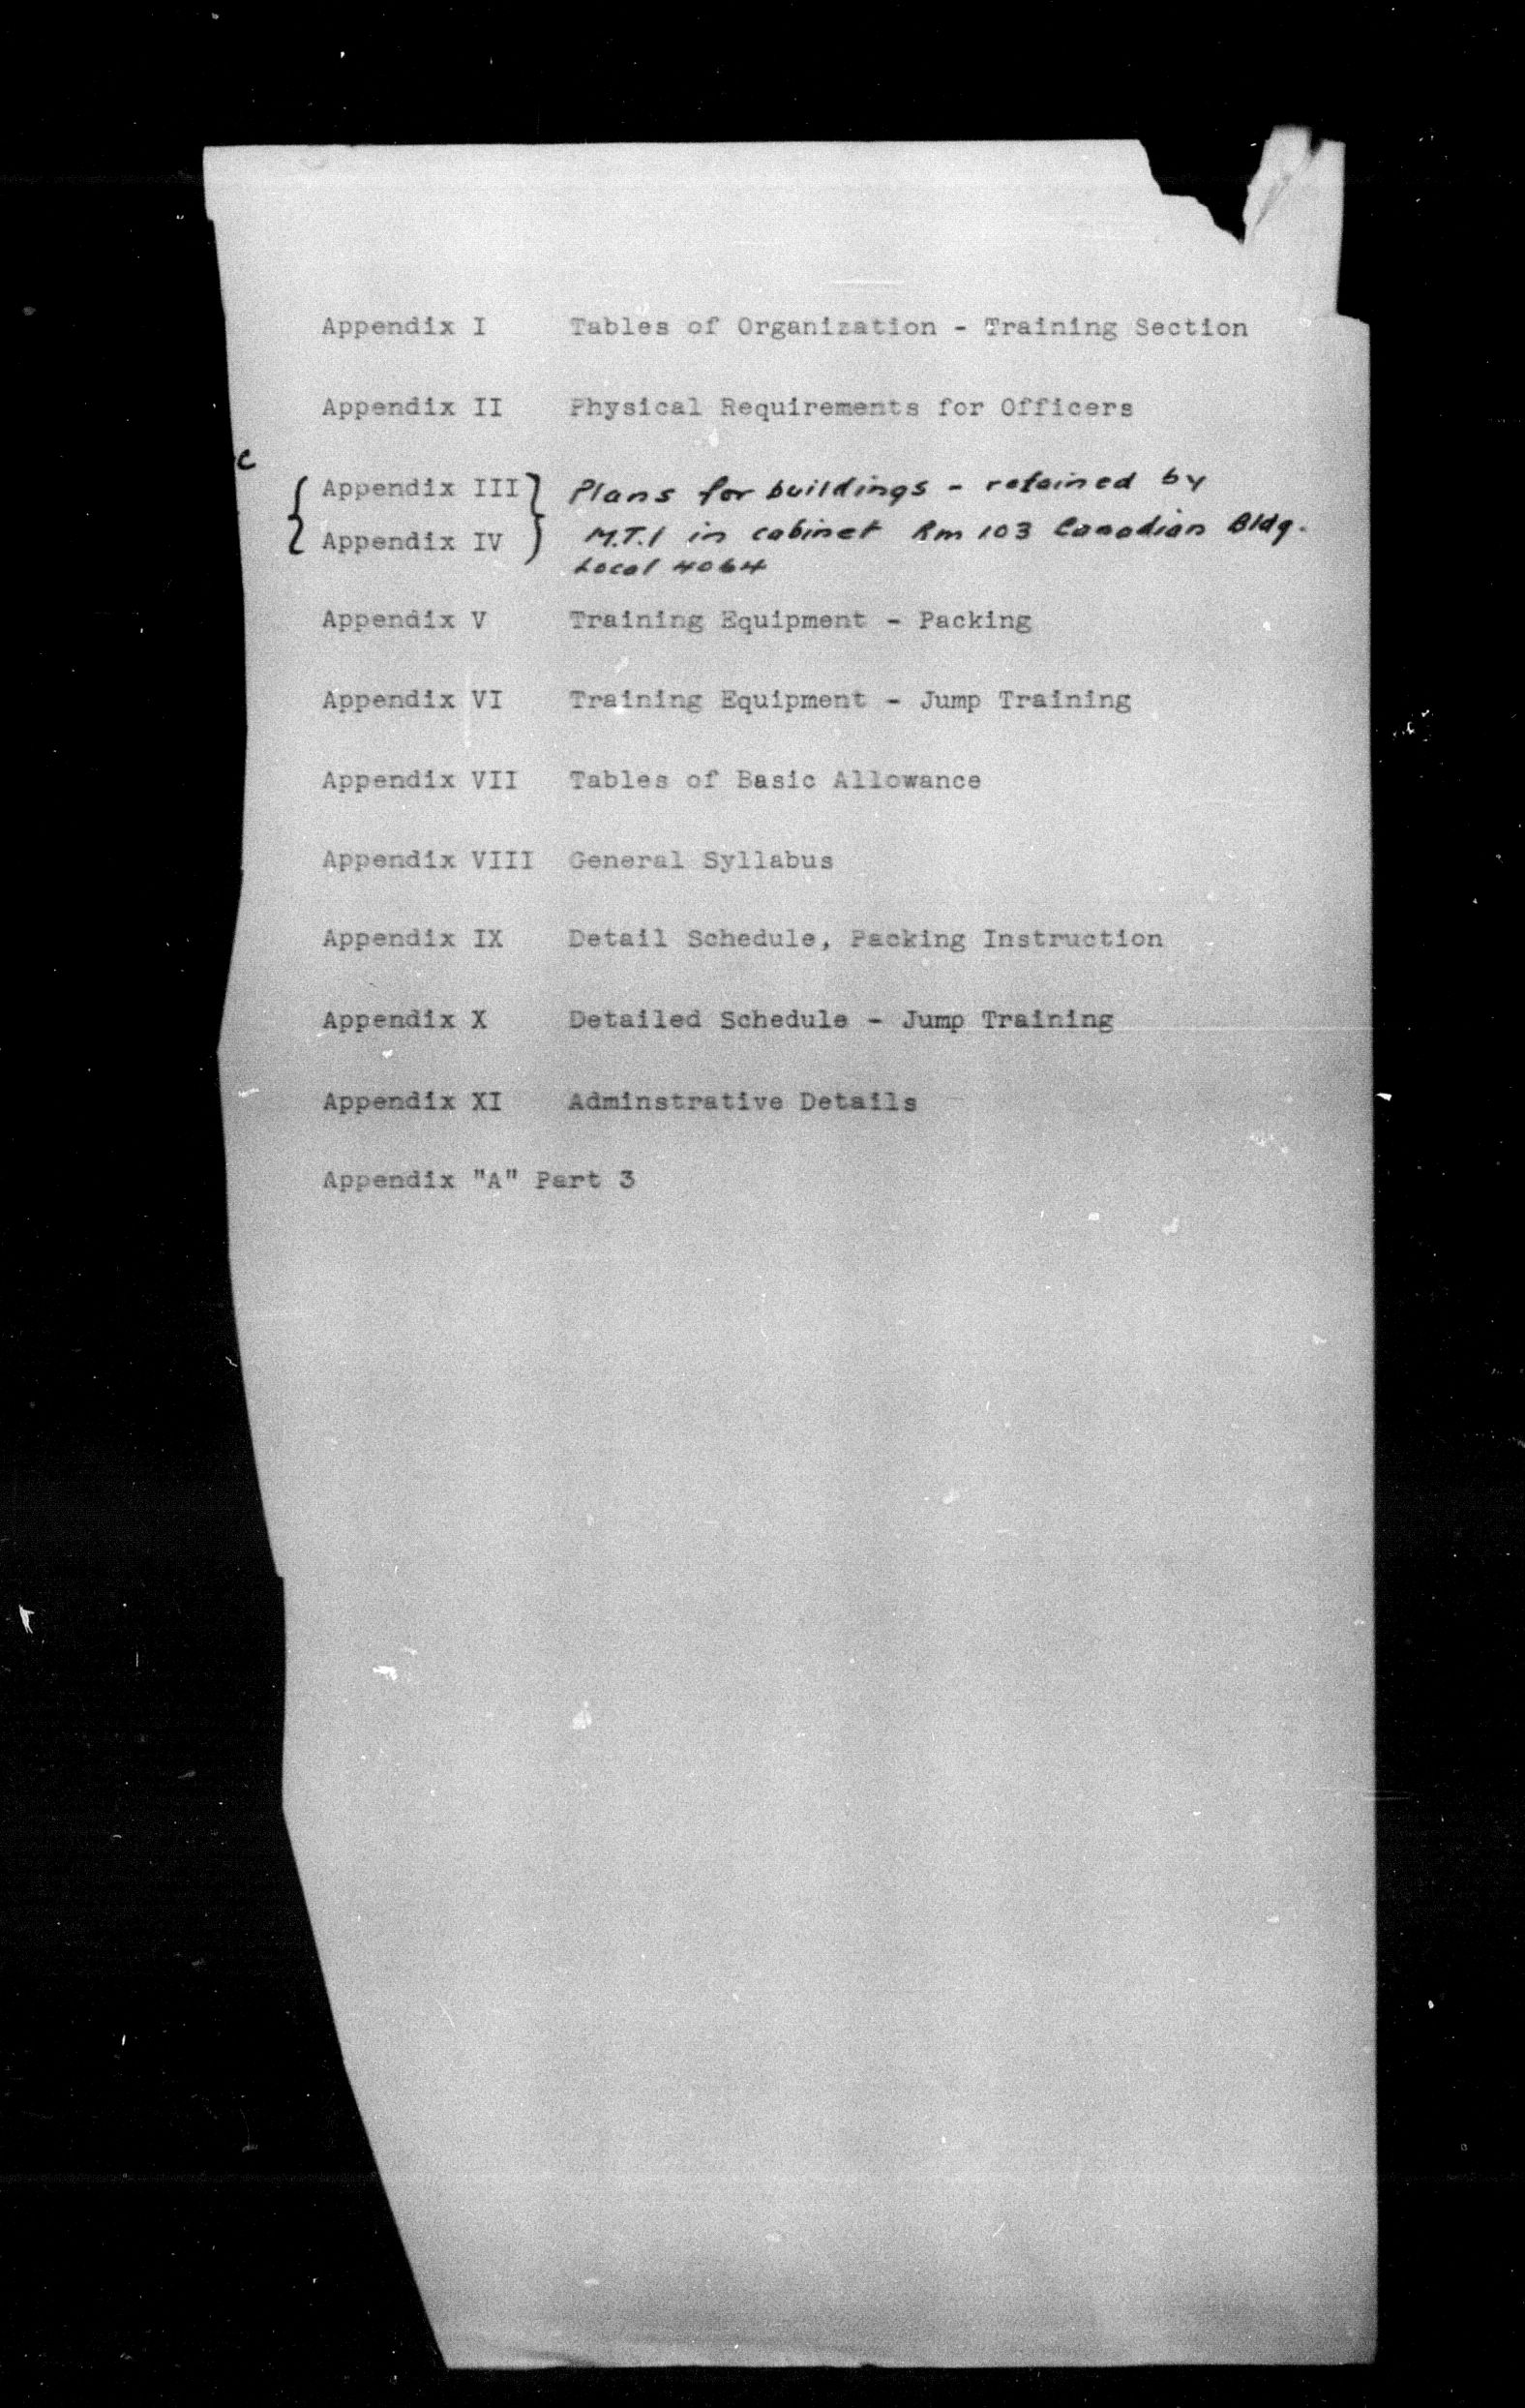 Appendix I Tables of Organization - Training Section
Appendix II Physical Requirements for Officers
c
Appendix III Plans for buildings - retained by
Appendix IV M.T.1 in cabinet Rm 103 Canadian Bldg.
Local 4064
Appendix V Training Equipment - Packing
Appendix VI Training Equipment - Jump Training
Appendix VII Tables of Basic Allowance
Appendix VIII General Syllabus
Appendix IX Detail Schedule, Packing Instruction
Appendix X Detailed Schedule - Jump Training
Appendix XI Adminstrative Details
Appendix "A" Part 3